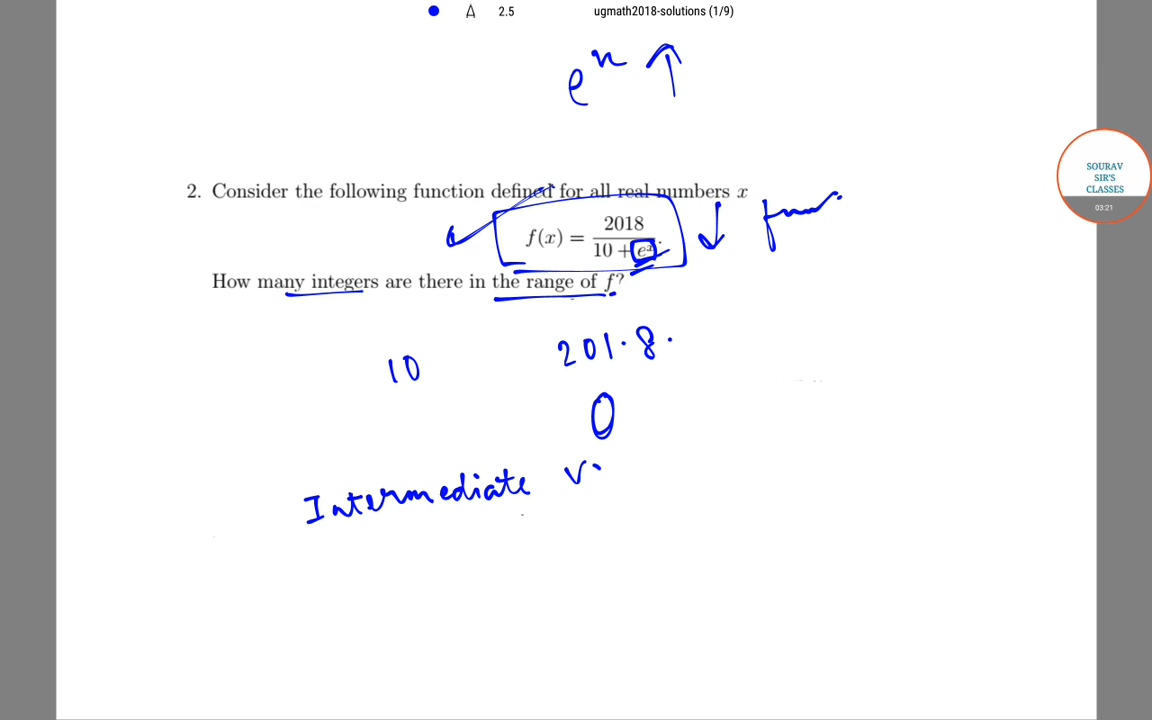 2.5 ugmath2018-solutions (1/9)
e^x ↑
SOURAV
SIR'S
CLASSES
03:21
2. Consider the following function defined for all real numbers x
f(x) = 2018 / 10 + e^x.
↓
How many integers are there in the range of f?
10 201.8.
0
Intermediate v